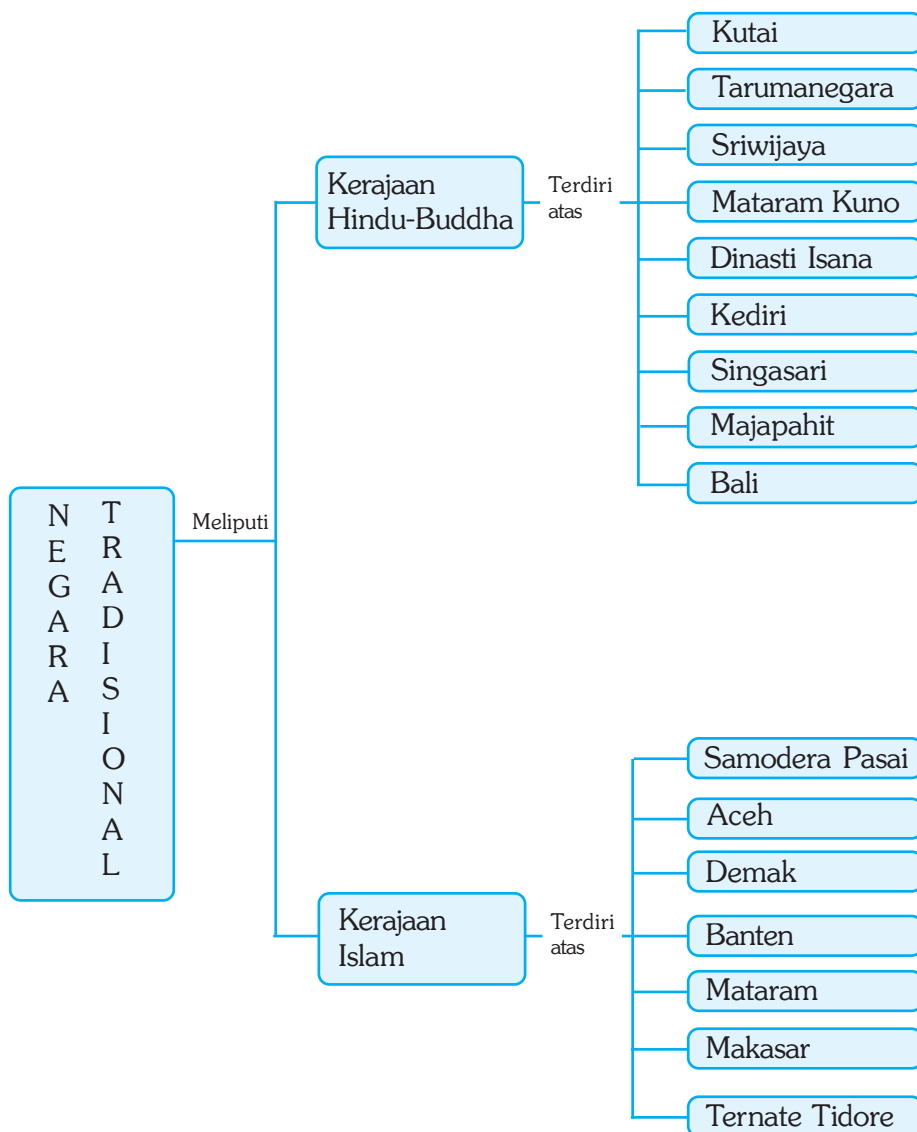 NEGARA
TRADISIONAL
Meliputi
Kerajaan
Hindu-Buddha
Terdiri
atas
Kutai
Tarumanegara
Sriwijaya
Mataram Kuno
Dinasti Isana
Kediri
Singasari
Majapahit
Bali
Kerajaan
Islam
Terdiri
atas
Samodera Pasai
Aceh
Demak
Banten
Mataram
Makasar
Ternate Tidore